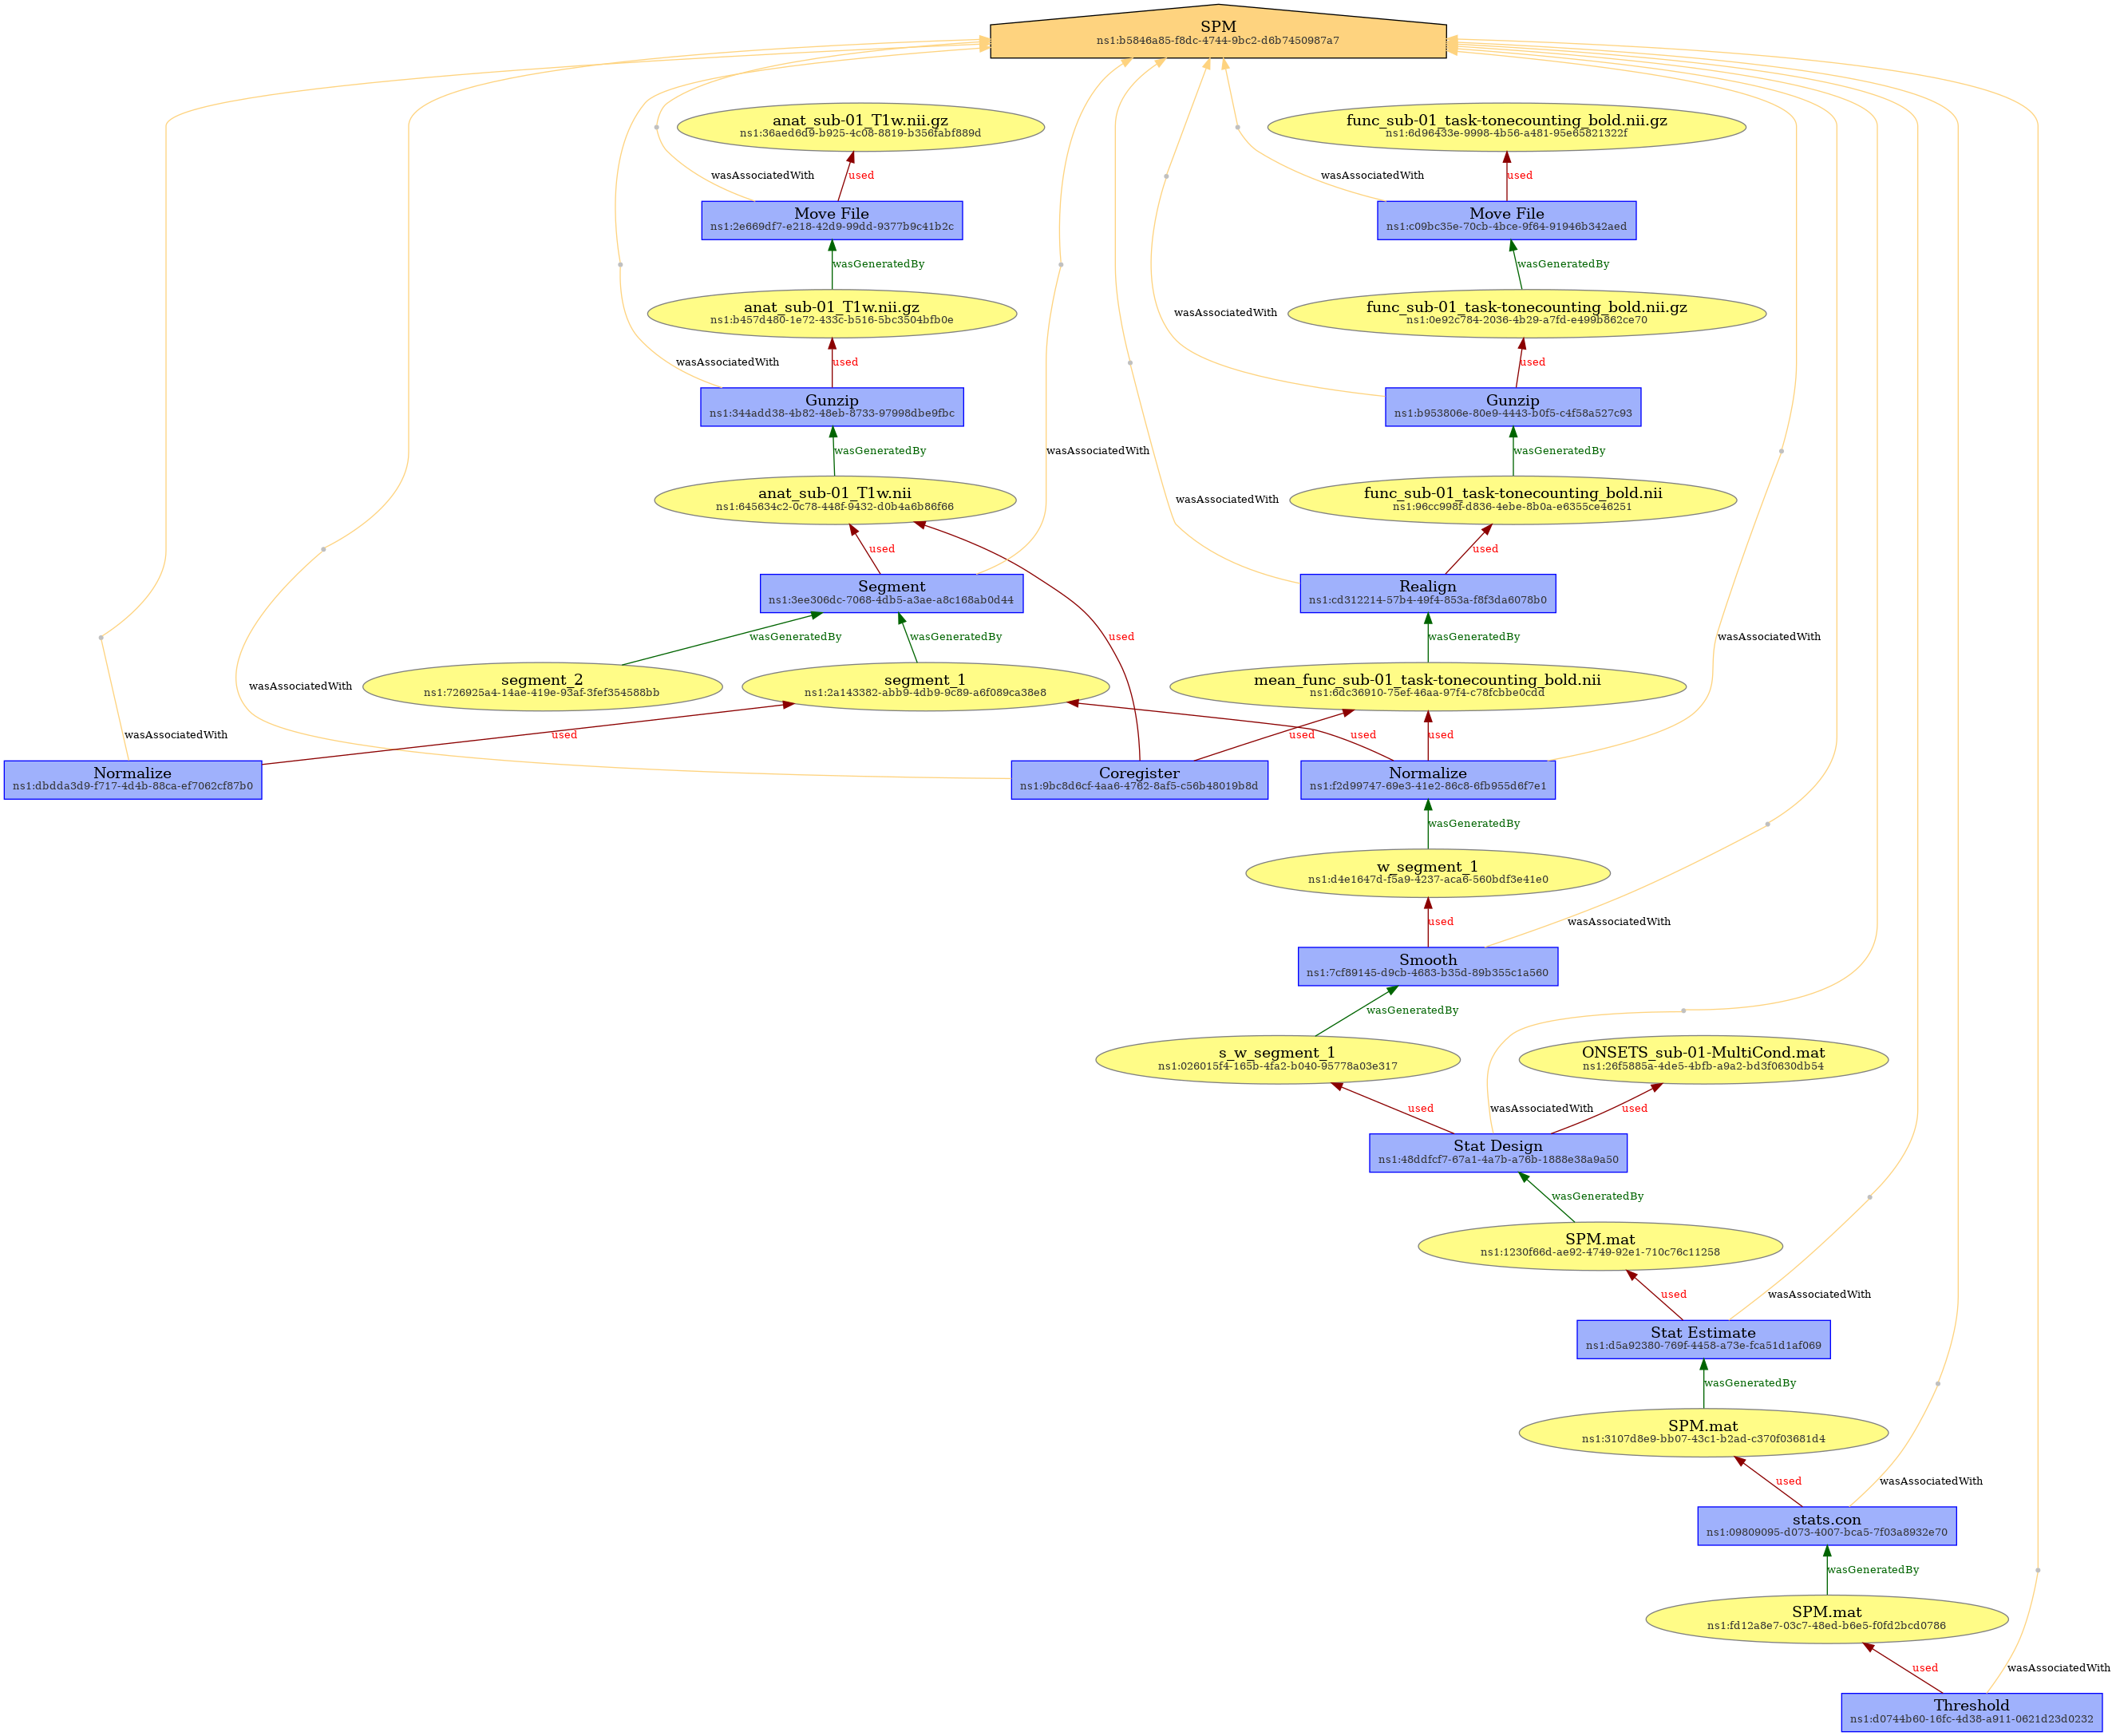 SPM
ns1:b5846a85-f8dc-4744-9bc2-d6b7450987a7
anat_sub-01_T1w.nii.gz
ns1:36aed6d9-b925-4c08-8819-b356fabf889d
func_sub-01_task-tonecounting_bold.nii.gz
ns1:6d96433e-9998-4b56-a481-95e65821322f
wasAssociatedWith
used
wasAssociatedWith
used
Move File
ns1:2e669df7-e218-42d9-99dd-9377b9c41b2c
Move File
ns1:c09bc35e-70cb-4bce-9f64-91946b342aed
wasGeneratedBy
wasGeneratedBy
anat_sub-01_T1w.nii.gz
ns1:b457d480-1e72-433c-b516-5bc3504bfb0e
wasAssociatedWith
func_sub-01_task-tonecounting_bold.nii.gz
ns1:0e92c784-2036-4b29-a7fd-e499b862ce70
wasAssociatedWith
used
used
Gunzip
ns1:344add38-4b82-48eb-8733-97998dbe9fbc
Gunzip
ns1:b953806e-80e9-4443-b0f5-c4f58a527c93
wasGeneratedBy
wasAssociatedWith
wasGeneratedBy
anat_sub-01_T1w.nii
ns1:645634c2-0c78-448f-9432-d0b4a6b86f66
wasAssociatedWith
func_sub-01_task-tonecounting_bold.nii
ns1:96cc998f-d836-4ebe-8b0a-e6355ce46251
used
used
Segment
ns1:3ee306dc-7068-4db5-a3ae-a8c168ab0d44
Realign
ns1:cd312214-57b4-49f4-853a-f8f3da6078b0
wasGeneratedBy
wasGeneratedBy
used
wasGeneratedBy
wasAssociatedWith
wasAssociatedWith
segment_2
ns1:726925a4-14ae-419e-93af-3fef354588bb
segment_1
ns1:2a143382-abb9-4db9-9c89-a6f089ca38e8
mean_func_sub-01_task-tonecounting_bold.nii
ns1:6dc36910-75ef-46aa-97f4-c78fcbbe0cdd
wasAssociatedWith
used
used
used
used
Normalize
ns1:dbdda3d9-f717-4d4b-88ca-ef7062cf87b0
Coregister
ns1:9bc8d6cf-4aa6-4762-8af5-c56b48019b8d
Normalize
ns1:f2d99747-69e3-41e2-86c8-6fb955d6f7e1
wasGeneratedBy
w_segment_1
ns1:d4e1647d-f5a9-4237-aca6-560bdf3e41e0
used
wasAssociatedWith
Smooth
ns1:7cf89145-d9cb-4683-b35d-89b355c1a560
wasGeneratedBy
s_w_segment_1
ns1:026015f4-165b-4fa2-b040-95778a03e317
ONSETS_sub-01-MultiCond.mat
ns1:26f5885a-4de5-4bfb-a9a2-bd3f0630db54
used
wasAssociatedWith
used
Stat Design
ns1:48ddfcf7-67a1-4a7b-a76b-1888e38a9a50
wasGeneratedBy
SPM.mat
ns1:1230f66d-ae92-4749-92e1-710c76c11258
used
wasAssociatedWith
Stat Estimate
ns1:d5a92380-769f-4458-a73e-fca51d1af069
wasGeneratedBy
SPM.mat
ns1:3107d8e9-bb07-43c1-b2ad-c370f03681d4
used
wasAssociatedWith
stats.con
ns1:09809095-d073-4007-bca5-7f03a8932e70
wasGeneratedBy
SPM.mat
ns1:fd12a8e7-03c7-48ed-b6e5-f0fd2bcd0786
used
wasAssociatedWith
Threshold
ns1:d0744b60-16fc-4d38-a911-0621d23d0232